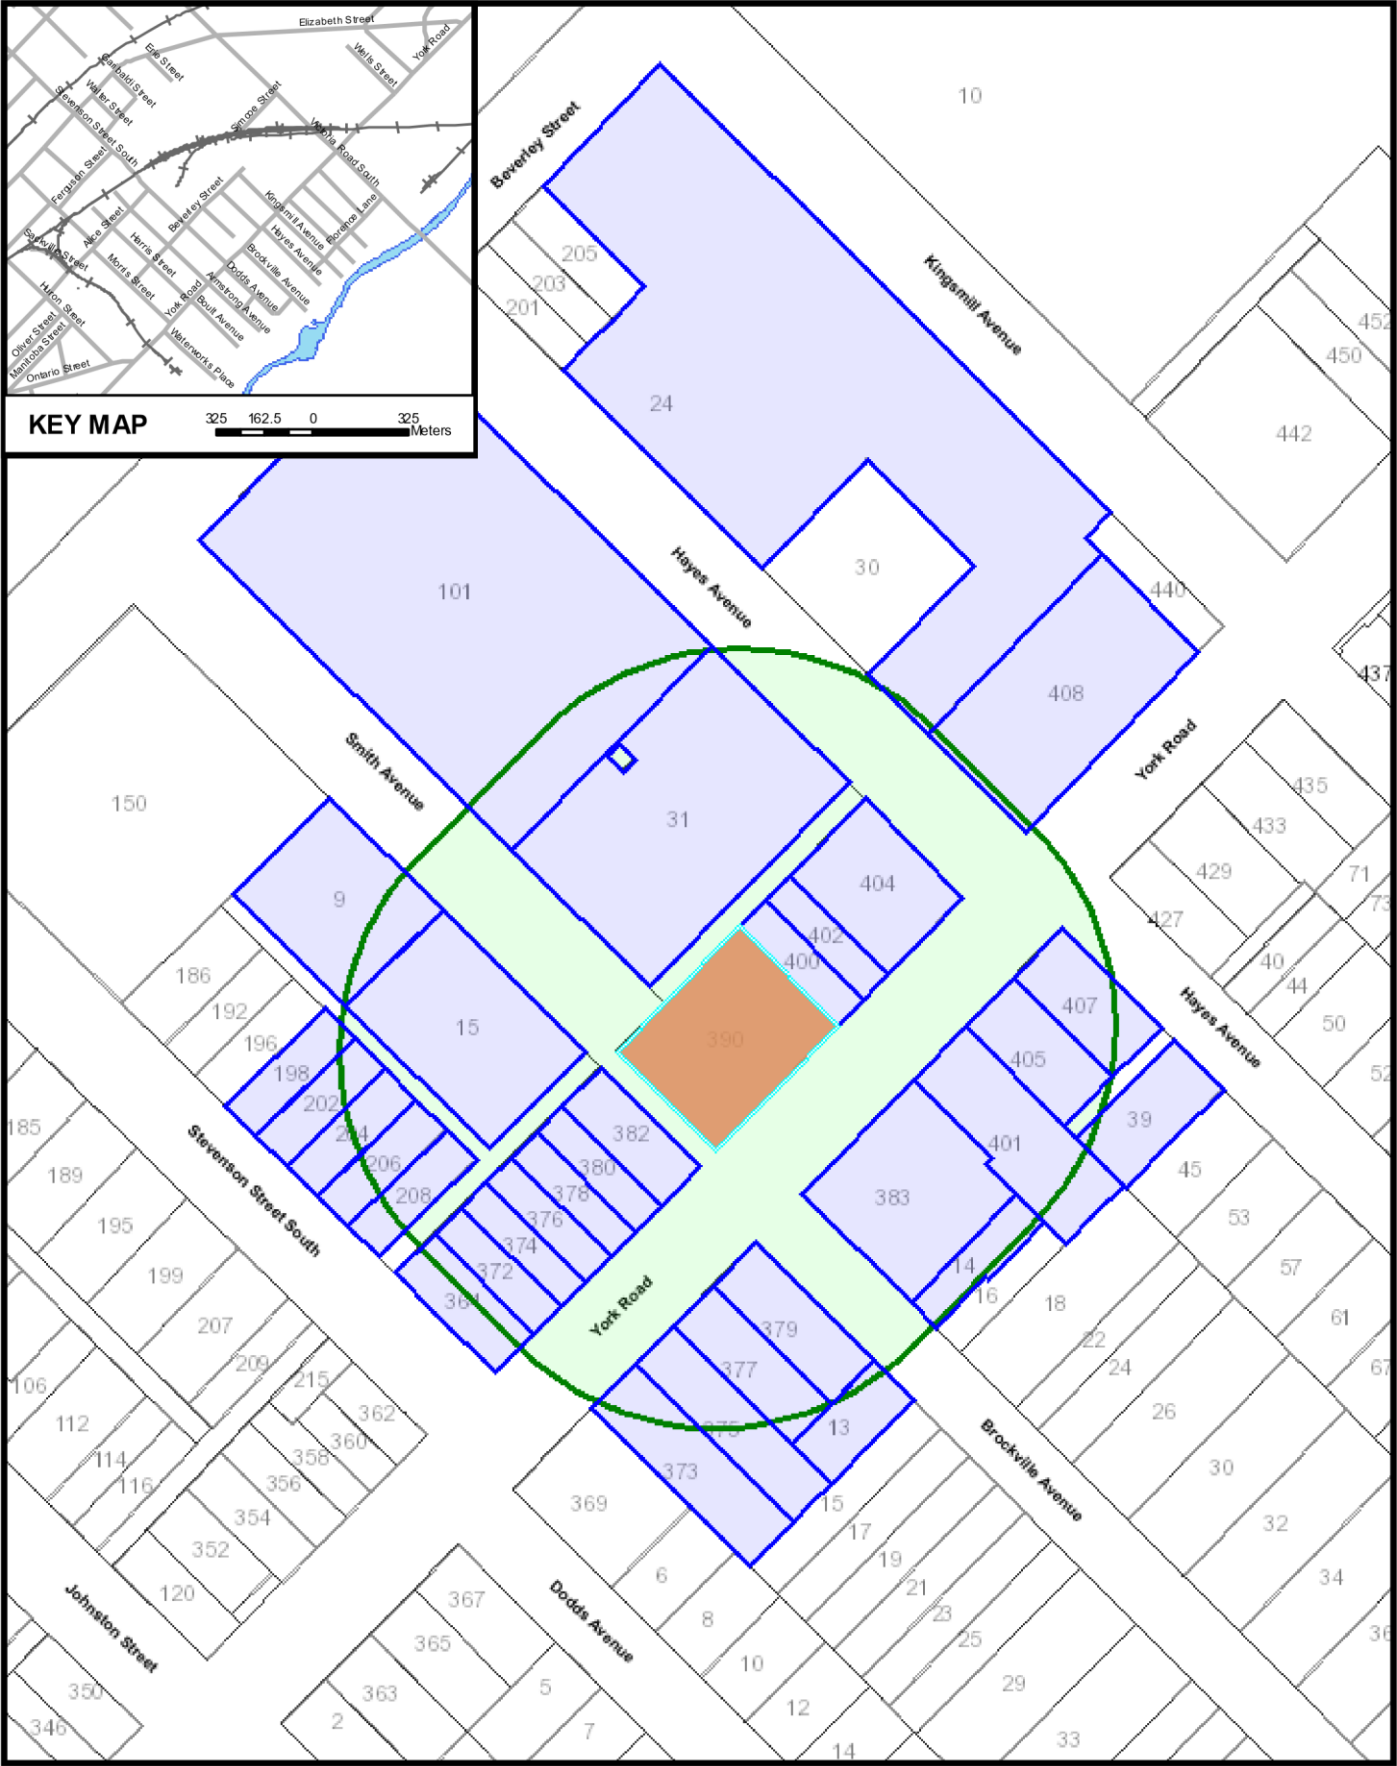 Elizabeth Street
York Road
Erie Street
Wells Street
Garibaldi Street
Walter Street
Stevenson Street South
Simcoe Street
Victoria Road South
Ferguson Street
Beverley Street
Kingsmill Avenue
Florence Lane
Alice Street
Hayes Avenue
Sackville Street
Harris Street
Brockville Avenue
Morris Street
Dodds Avenue
Armstrong Avenue
Huron Street
York Road
Boult Avenue
Oliver Street
Manitoba Street
Waterworks Place
Ontario Street
KEY MAP
325 162.5 0 325
Meters
10
Beverley Street
205
203
201
Kingsmill Avenue
452
450
442
24
30
440
Hayes Avenue
101
437
408
York Road
Smith Avenue
150
31
435
433
429
71
73
427
9
404
402
400
40
44
50
52
186
192
196
15
390
407
405
Hayes Avenue
198
202
204
206
208
382
380
378
376
374
372
364
39
401
383
45
53
57
61
67
185
189
195
199
207
209
215
Stevenson Street South
14
16
18
22
24
26
30
32
34
36
York Road
379
377
375
373
13
106
112
114
116
362
360
358
356
354
352
120
369
15
17
19
21
23
25
29
33
Brockville Avenue
6
8
10
12
14
Dodds Avenue
367
365
363
2
5
7
Johnston Street
350
346